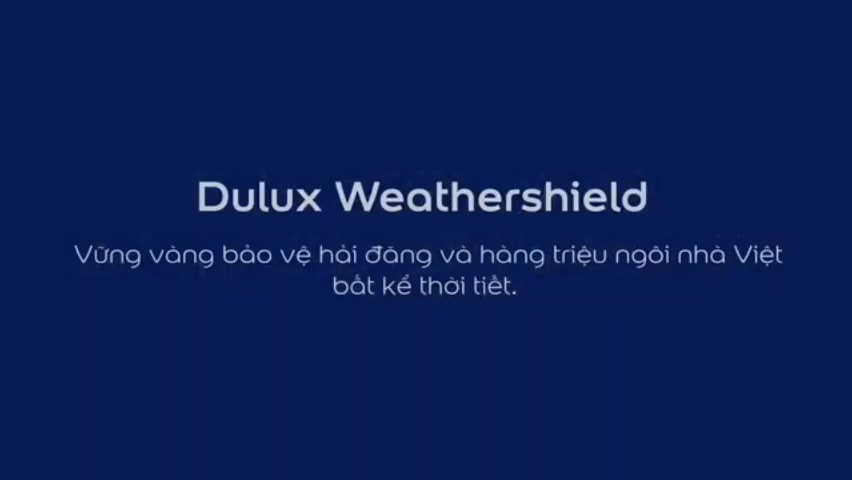 Dulux Weathershield
Vững vàng bảo vệ hải đăng và hàng triệu ngôi nhà Việt
bất kể thời tiết.